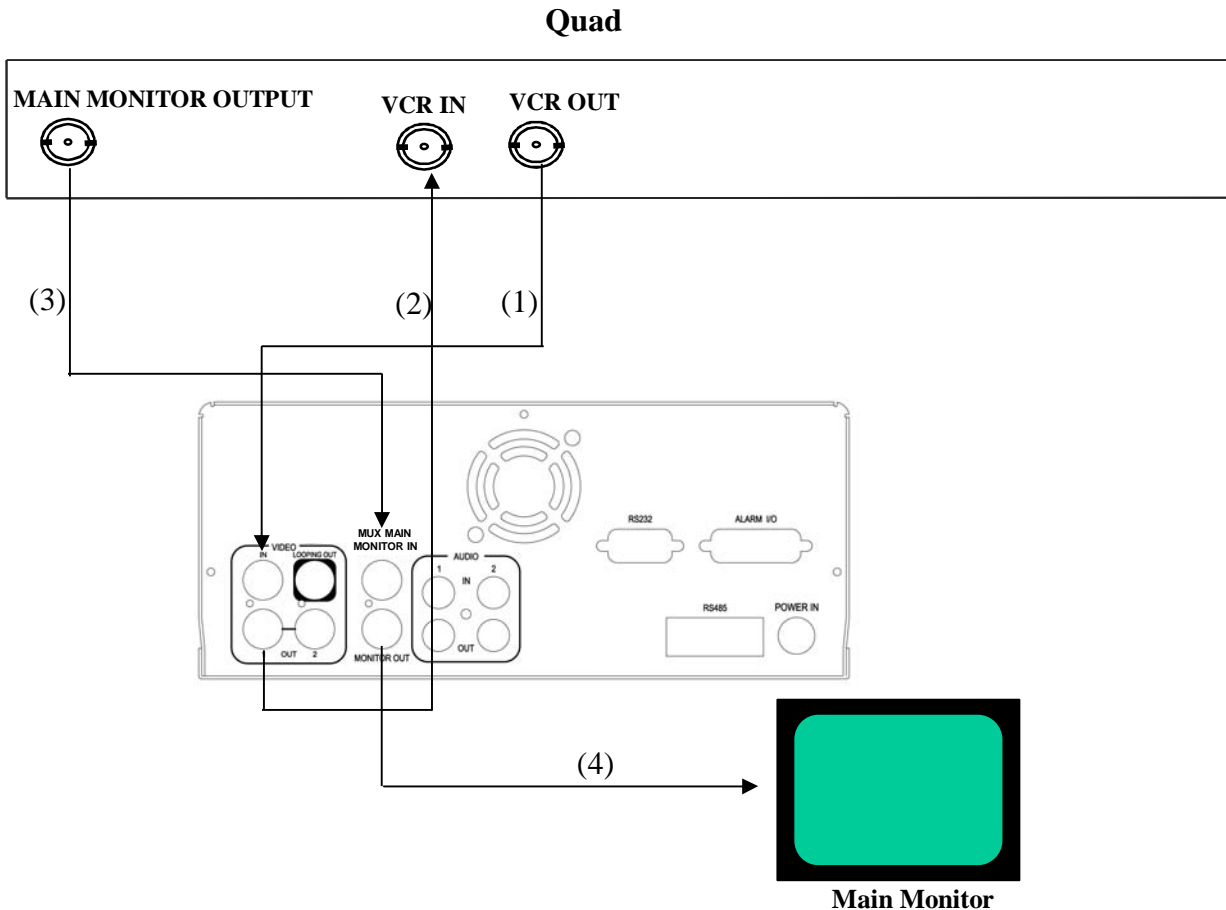 Quad
MAIN MONITOR OUTPUT
VCR IN
VCR OUT
(3)
(2)
(1)
MUX MAIN
MONITOR IN
RS232
ALARM I/O
VIDEO
IN
LOOPING OUT
AUDIO
1
2
IN
RS485
POWER IN
OUT
2
MONITOR OUT
OUT
(4)
Main Monitor